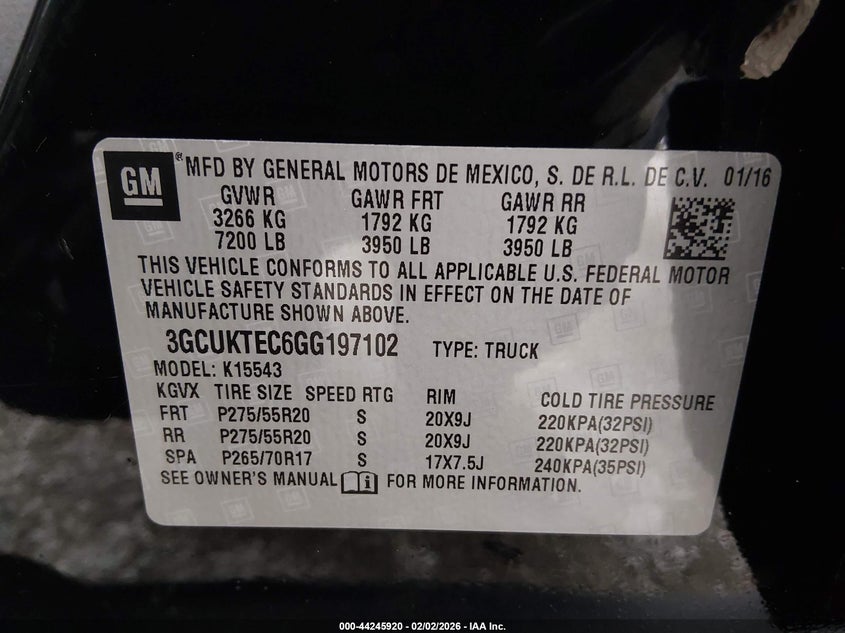 GM ® MFD BY GENERAL MOTORS DE MEXICO, S. DE R.L. DE C.V. 01/16
GVWR GAWR FRT GAWR RR
3266 KG 1792 KG 1792 KG
7200 LB 3950 LB 3950 LB
THIS VEHICLE CONFORMS TO ALL APPLICABLE U.S. FEDERAL MOTOR
VEHICLE SAFETY STANDARDS IN EFFECT ON THE DATE OF
MANUFACTURE SHOWN ABOVE.
3GCUKTEC6GG197102 TYPE: TRUCK
MODEL: K15543
KGVX TIRE SIZE SPEED RTG RIM COLD TIRE PRESSURE
FRT P275/55R20 S 20X9J 220KPA(32PSI)
RR P275/55R20 S 20X9J 220KPA(32PSI)
SPA P265/70R17 S 17X7.5J 240KPA(35PSI)
SEE OWNER'S MANUAL i FOR MORE INFORMATION.
000-44245920 - 02/02/2026 - IAA Inc.